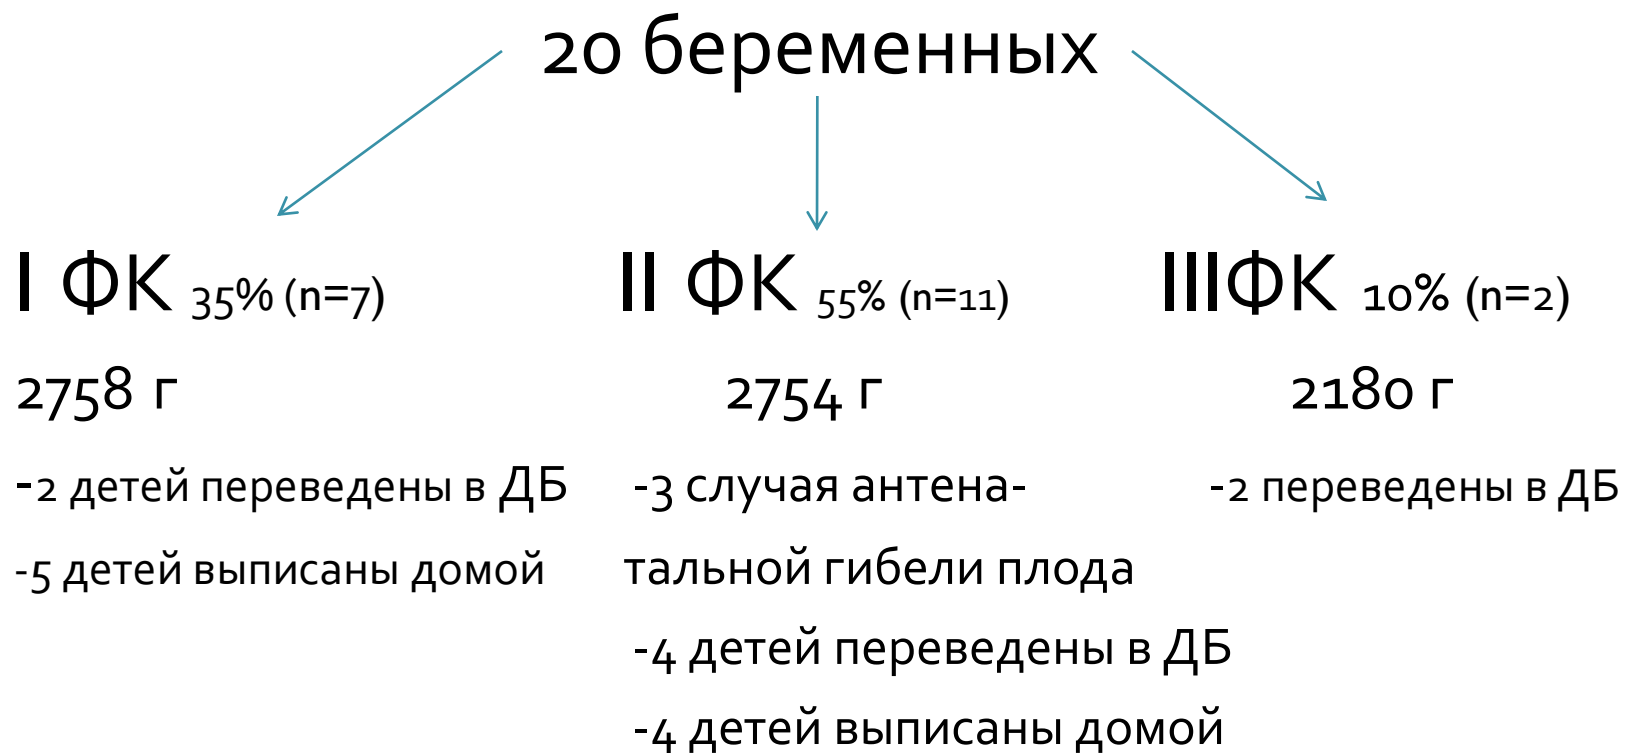 20 беременных
I ФК 35% (n=7)
2758 г
-2 детей переведены в ДБ
-5 детей выписаны домой
II ФК 55% (n=11)
2754 г
-3 случая антена-
тальной гибели плода
-4 детей переведены в ДБ
-4 детей выписаны домой
IIIФК 10% (n=2)
2180 г
-2 переведены в ДБ